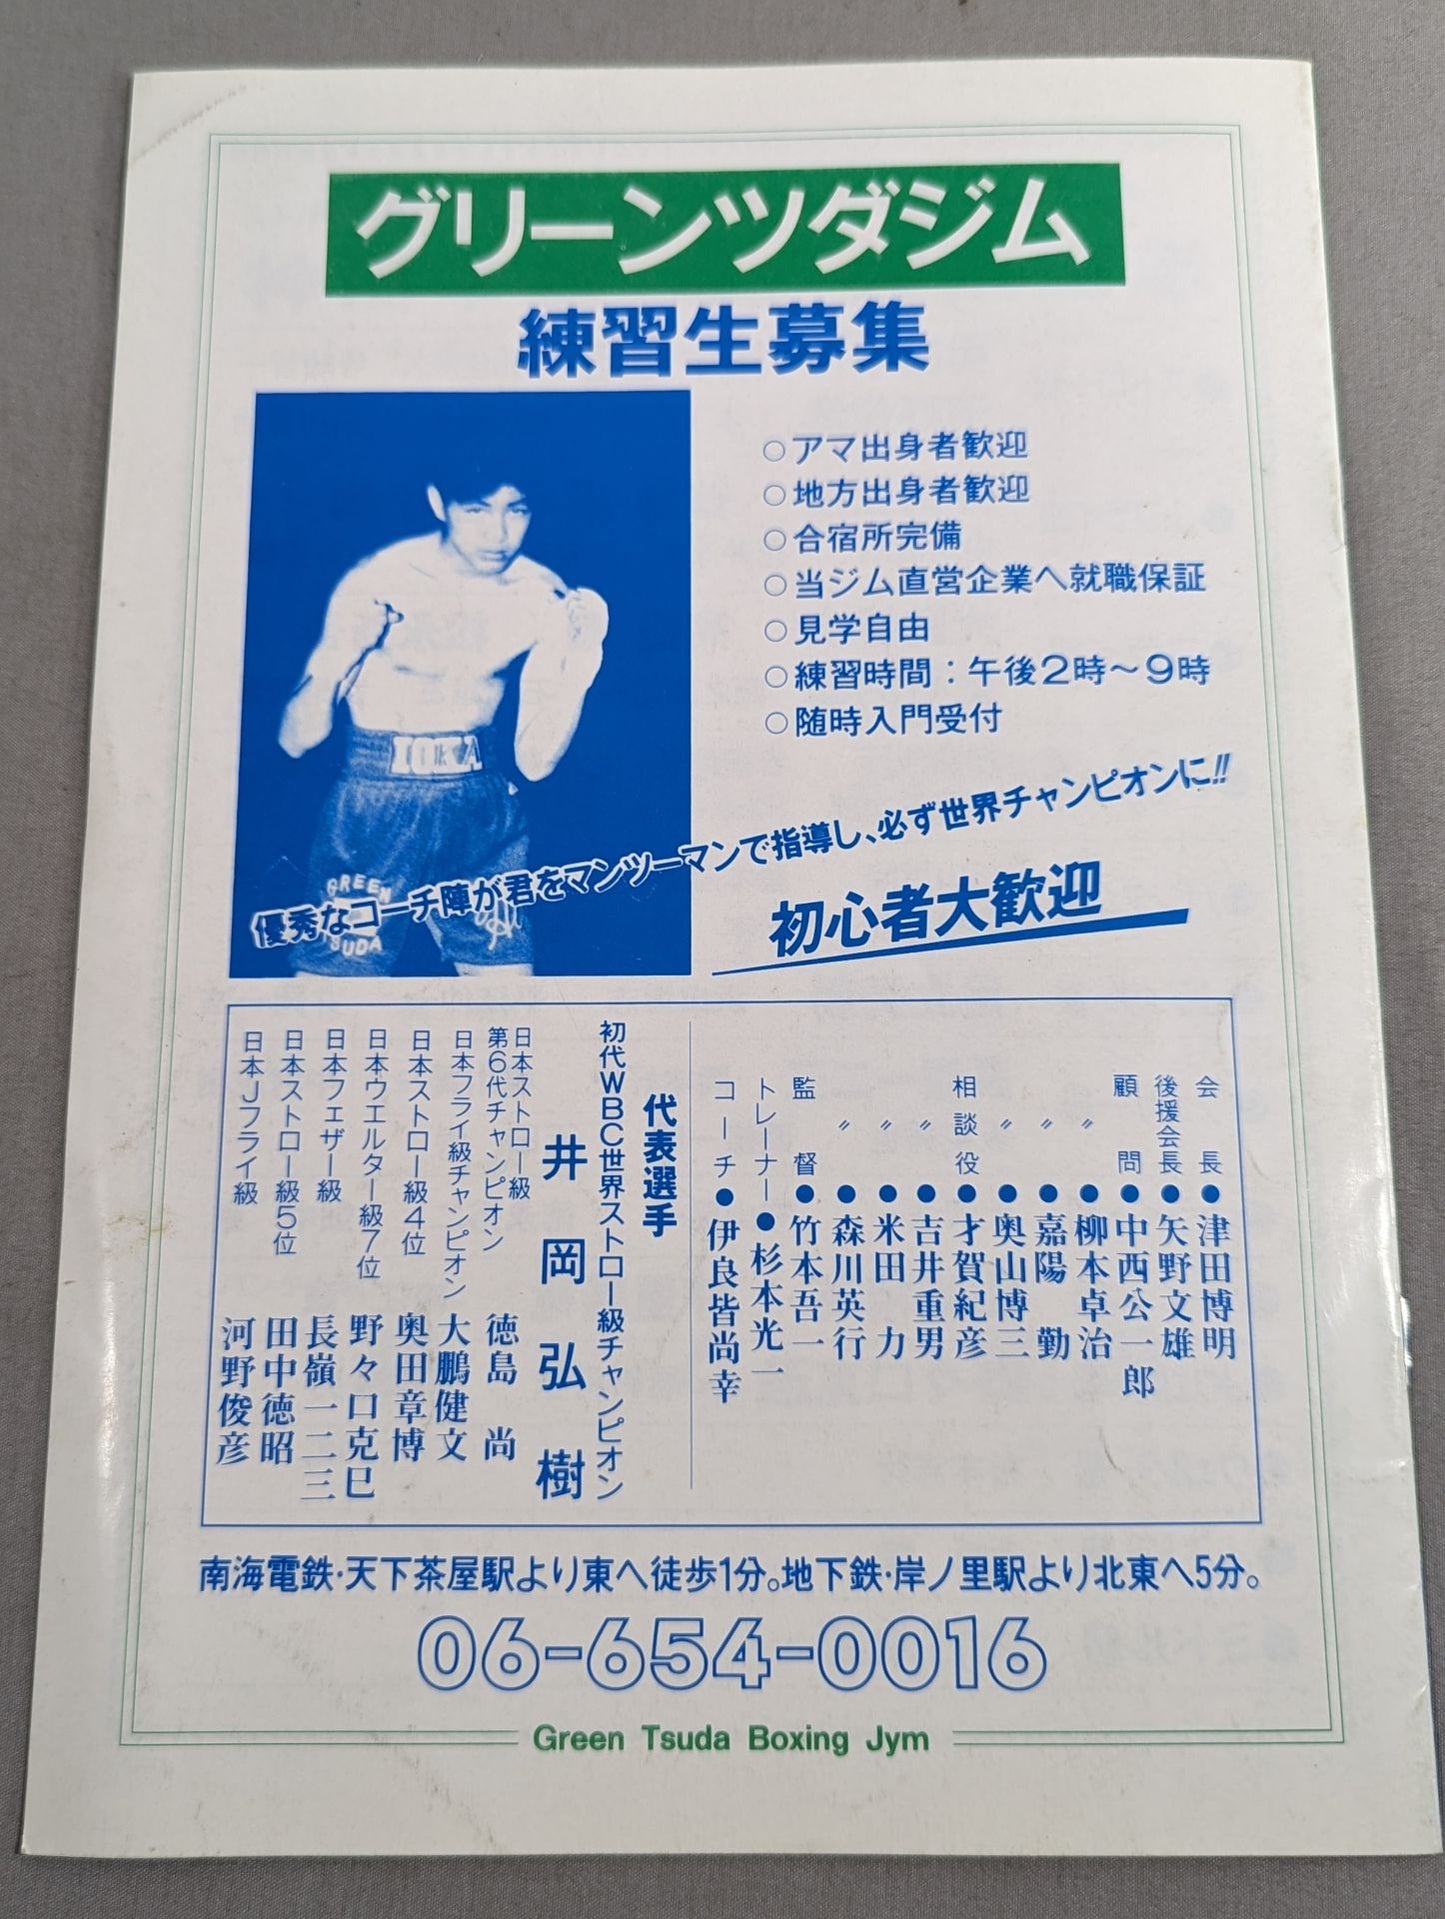 グリーンツダジム
練習生募集
○アマ出身者歓迎
○地方出身者歓迎
○合宿所完備
○当ジム直営企業へ就職保証
○見学自由
○練習時間：午後2時〜9時
○随時入門受付
IOKA
GREEN
TSUDA
優秀なコーチ陣が君をマンツーマンで指導し、必ず世界チャンピオンに!!
初心者大歓迎
会長●津田博明
後援会長●矢野文雄
顧問●中西公一郎
〃●柳本卓治
〃●嘉陽勤
〃●奥山博三
相談役●才賀紀彦
〃●吉井重男
〃●米田力
〃●森川英行
監督●竹本吾一
トレーナー●杉本光一
コーチ●伊良皆尚幸
代表選手
初代WBC世界ストロー級チャンピオン
井岡弘樹
日本ストロー級
第6代チャンピオン 徳島尚
日本フライ級チャンピオン 大鵬健文
日本ストロー級4位 奥田章博
日本ウエルター級7位 野々口克巳
日本フェザー級 長嶺一二三
日本ストロー級5位 田中徳昭
日本Jフライ級 河野俊彦
南海電鉄・天下茶屋駅より東へ徒歩1分。地下鉄・岸ノ里駅より北東へ5分。
06-654-0016
Green Tsuda Boxing Jym